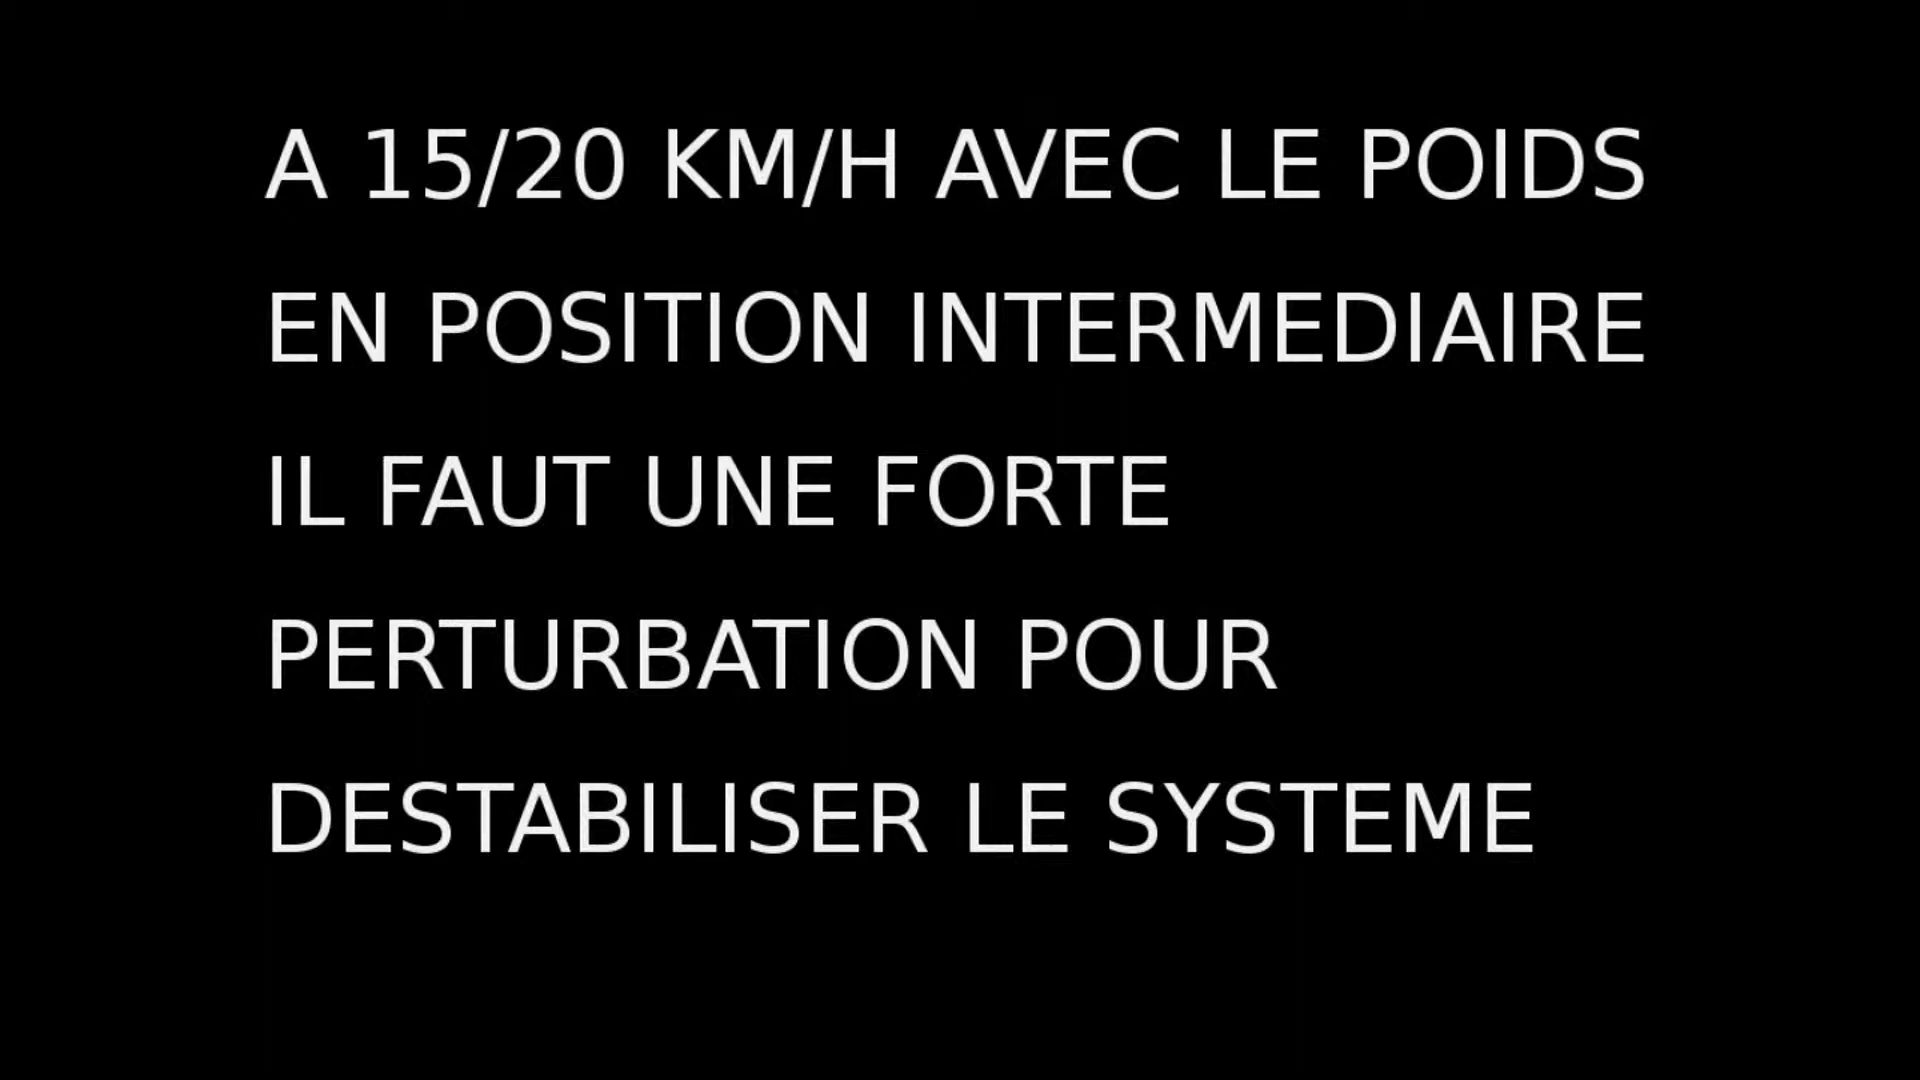 A 15/20 KM/H AVEC LE POIDS
EN POSITION INTERMEDIAIRE
IL FAUT UNE FORTE
PERTURBATION POUR
DESTABILISER LE SYSTEME